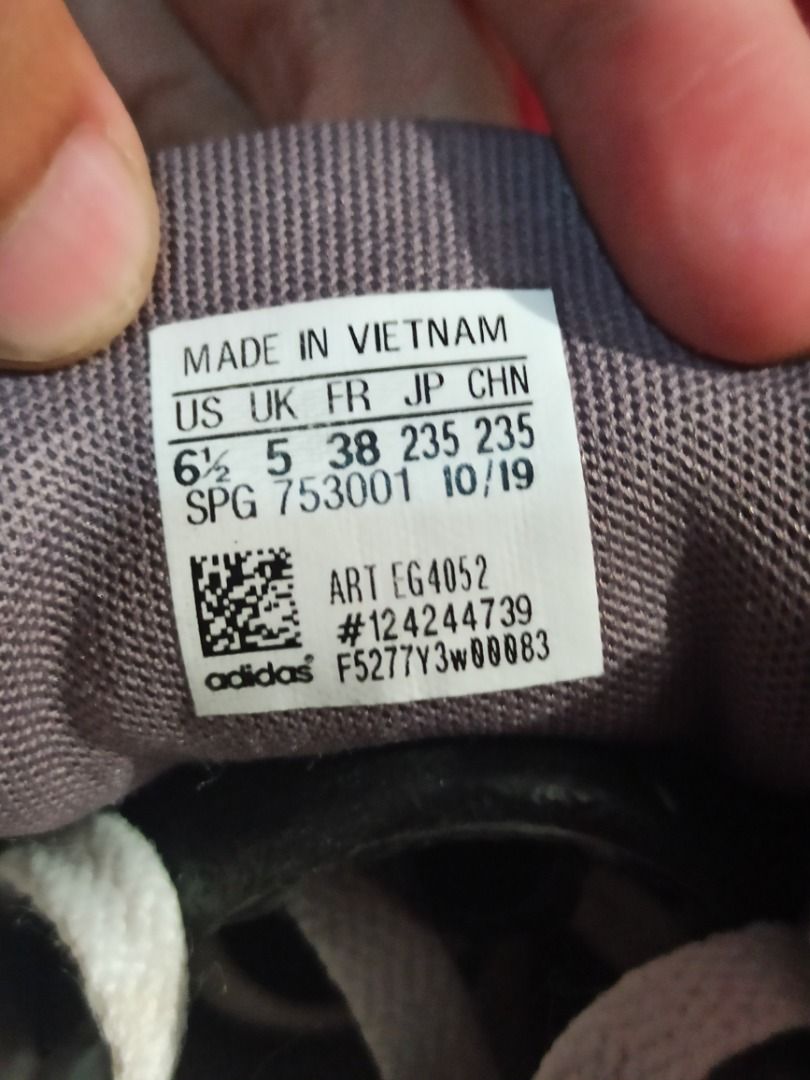 MADE IN VIETNAM
US UK FR JP CHN
6½ 5 38 235 235
SPG 753001 10/19
ART EG4052
#124244739
F5277Y3w00083
adidas